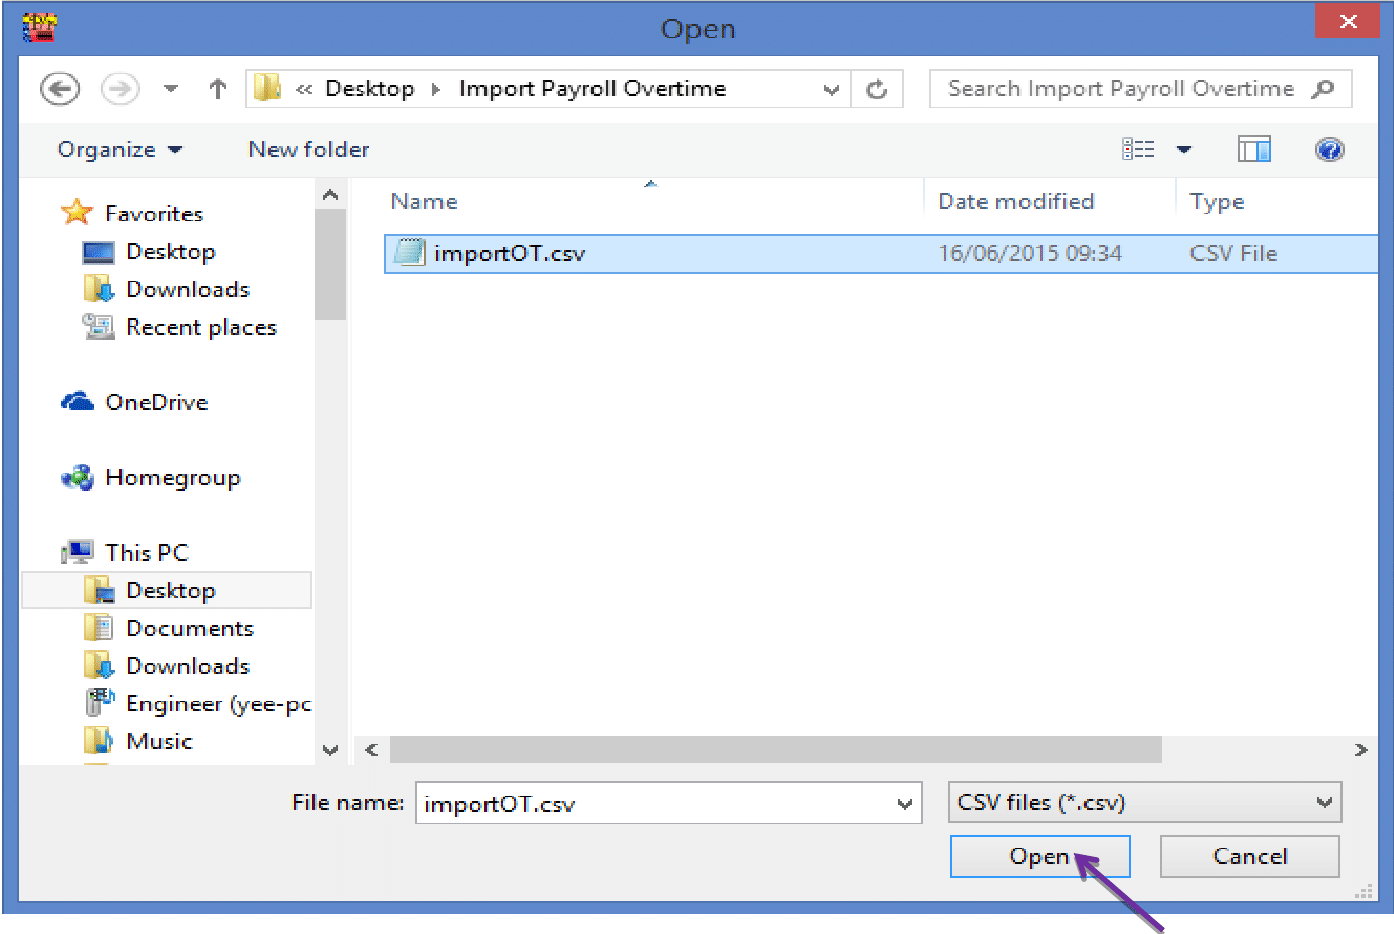 Open
« Desktop Import Payroll Overtime
Search Import Payroll Overtime
Organize
New folder
Name
Date modified
Type
importOT.csv
16/06/2015 09:34
CSV File
Favorites
Desktop
Downloads
Recent places
OneDrive
Homegroup
This PC
Desktop
Documents
Downloads
Engineer (yee-pc
Music
File name:
importOT.csv
CSV files (*.csv)
Open
Cancel